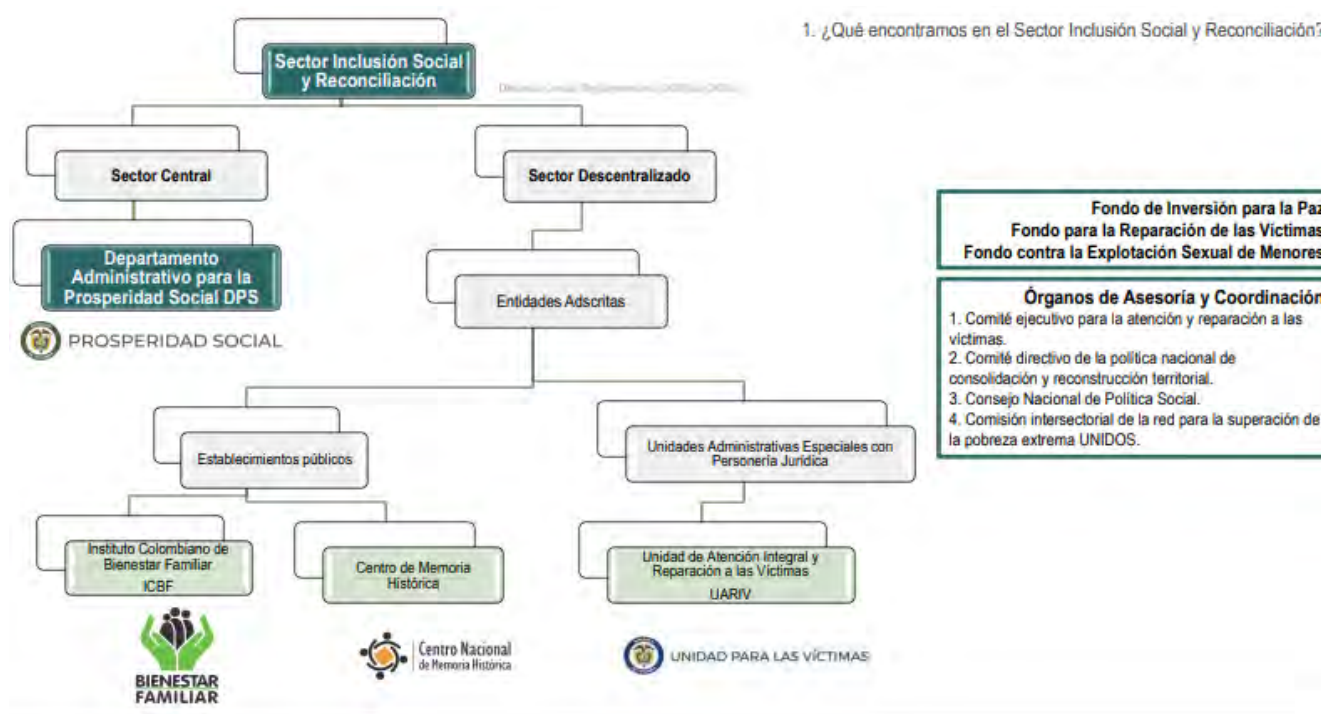 1. ¿Qué encontramos en el Sector Inclusión Social y Reconciliación?
Sector Inclusión Social
y Reconciliación
Sector Central
Sector Descentralizado
Departamento
Administrativo para la
Prosperidad Social DPS
PROSPERIDAD SOCIAL
Entidades Adscritas
Fondo de Inversión para la Paz
Fondo para la Reparación de las Víctimas
Fondo contra la Explotación Sexual de Menores
Órganos de Asesoría y Coordinación
1. Comité ejecutivo para la atención y reparación a las
víctimas.
2. Comité directivo de la política nacional de
consolidación y reconstrucción territorial.
3. Consejo Nacional de Política Social.
4. Comisión intersectorial de la red para la superación de
la pobreza extrema UNIDOS.
Establecimientos públicos
Unidades Administrativas Especiales con
Personería Jurídica
Instituto Colombiano de
Bienestar Familiar
ICBF
Centro de Memoria
Histórica
Unidad de Atención Integral y
Reparación a las Víctimas
UARIV
BIENESTAR
FAMILIAR
Centro Nacional
de Memoria Histórica
UNIDAD PARA LAS VÍCTIMAS